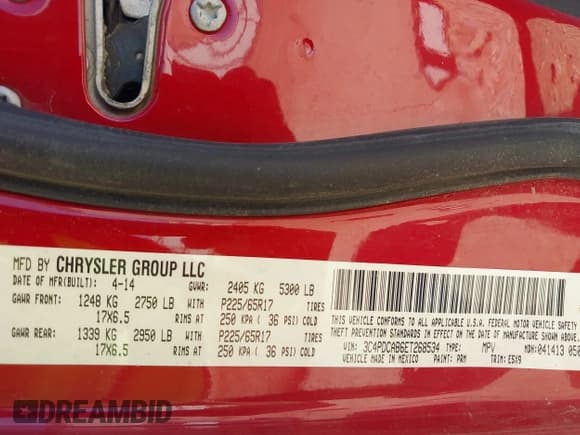 MFD BY CHRYSLER GROUP LLC
DATE OF MFR(BUILT): 4-14 GVWR: 2405 KG 5300 LB
GAWR FRONT: 1248 KG 2750 LB WITH P225/65R17 TIRES
17X6.5 RIMS AT 250 KPA ( 36 PSI) COLD
GAWR REAR: 1339 KG 2950 LB WITH P225/65R17 TIRES
17X6.5 RIMS AT 250 KPA ( 36 PSI) COLD
THIS VEHICLE CONFORMS TO ALL APPLICABLE U.S.A. FEDERAL MOTOR VEHICLE SAFETY,
THEFT PREVENTION STANDARDS IN EFFECT ON THE DATE OF MANUFACTURE SHOWN ABOVE.
VIN: 3C4PDCAB6ET268534 TYPE: MPV MDH: 041413
VEHICLE MADE IN MEXICO PAINT: PRM TRIM: E5X9
DREAMBID